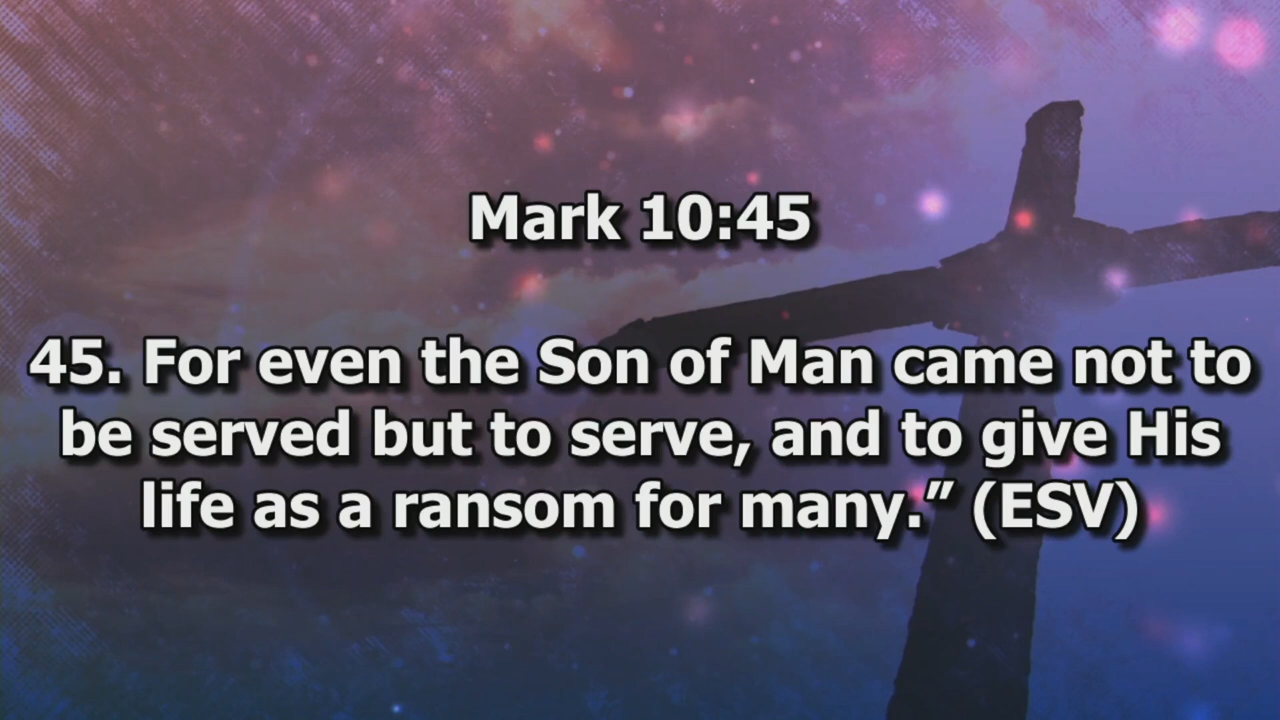 Mark 10:45
45. For even the Son of Man came not to
be served but to serve, and to give His
life as a ransom for many.” (ESV)